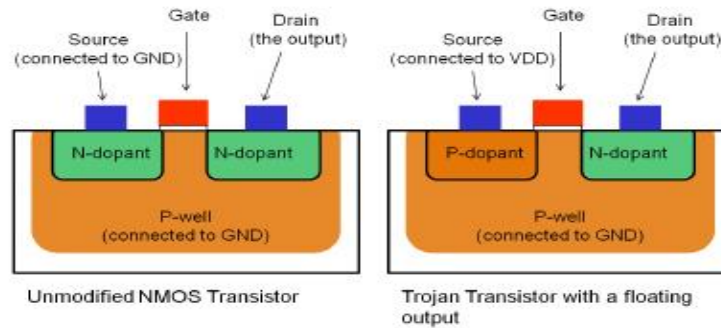 Gate
Source
(connected to GND)
Drain
(the output)
N-dopant
N-dopant
P-well
(connected to GND)
Unmodified NMOS Transistor
Gate
Source
(connected to VDD)
Drain
(the output)
P-dopant
N-dopant
P-well
(connected to GND)
Trojan Transistor with a floating
output